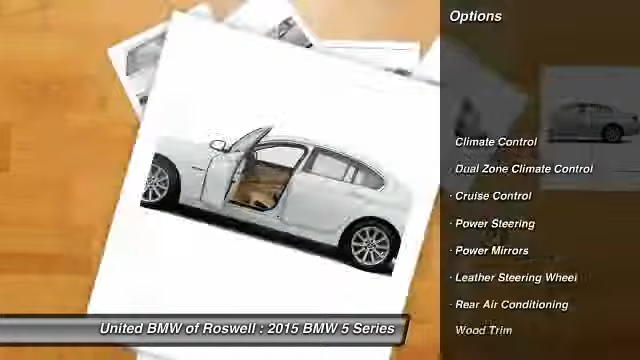 Options
Climate Control
· Dual Zone Climate Control
· Cruise Control
· Power Steering
· Power Mirrors
· Leather Steering Wheel
· Rear Air Conditioning
Wood Trim
United BMW of Roswell : 2015 BMW 5 Series